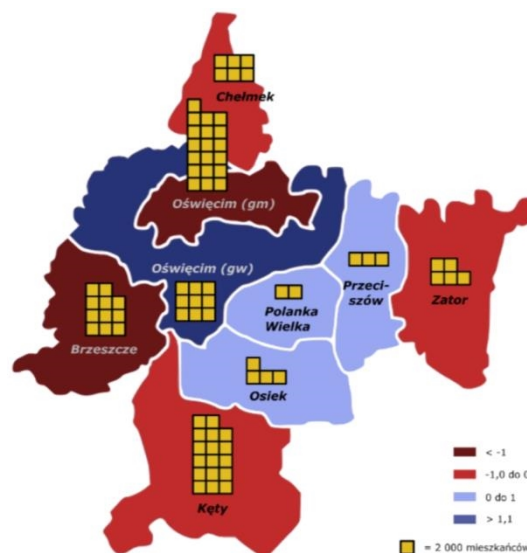 Chełmek
Oświęcim (gm)
Oświęcim (gw)
Brzeszcze
Polanka
Wielka
Przeci-
szów
Zator
Osiek
Kęty
< -1
-1,0 do 0
0 do 1
> 1,1
= 2 000 mieszkańców